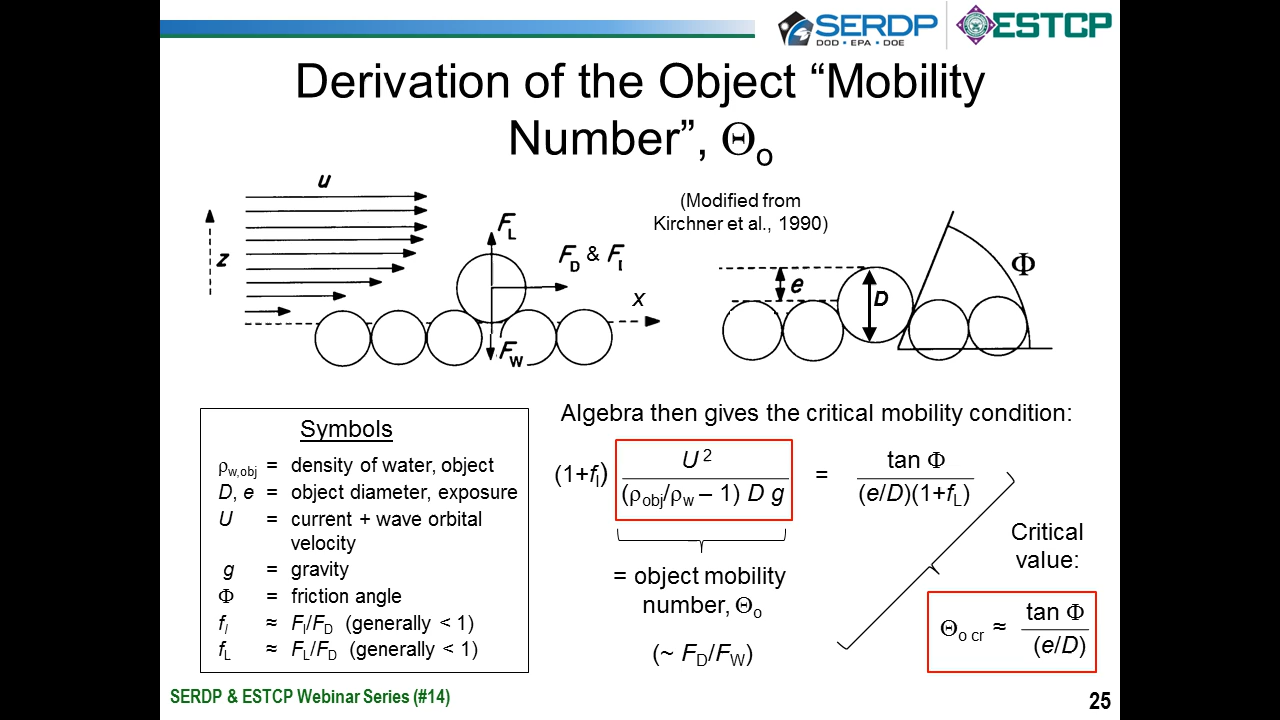 SERDP
DOD • EPA • DOE
ESTCP
Derivation of the Object “Mobility
Number”, Θo
u
z
FL
FD & FI
x
FW
(Modified from
Kirchner et al., 1990)
e
D
Φ
Symbols
ρw,obj = density of water, object
D, e = object diameter, exposure
U = current + wave orbital
velocity
g = gravity
Φ = friction angle
fI ≈ FI/FD (generally < 1)
fL ≈ FL/FD (generally < 1)
Algebra then gives the critical mobility condition:
(1+fI) U 2 = tan Φ
(ρobj/ρw – 1) D g (e/D)(1+fL)
= object mobility
number, Θo
(~ FD/FW)
Critical
value:
Θo cr ≈ tan Φ
(e/D)
SERDP & ESTCP Webinar Series (#14)
25